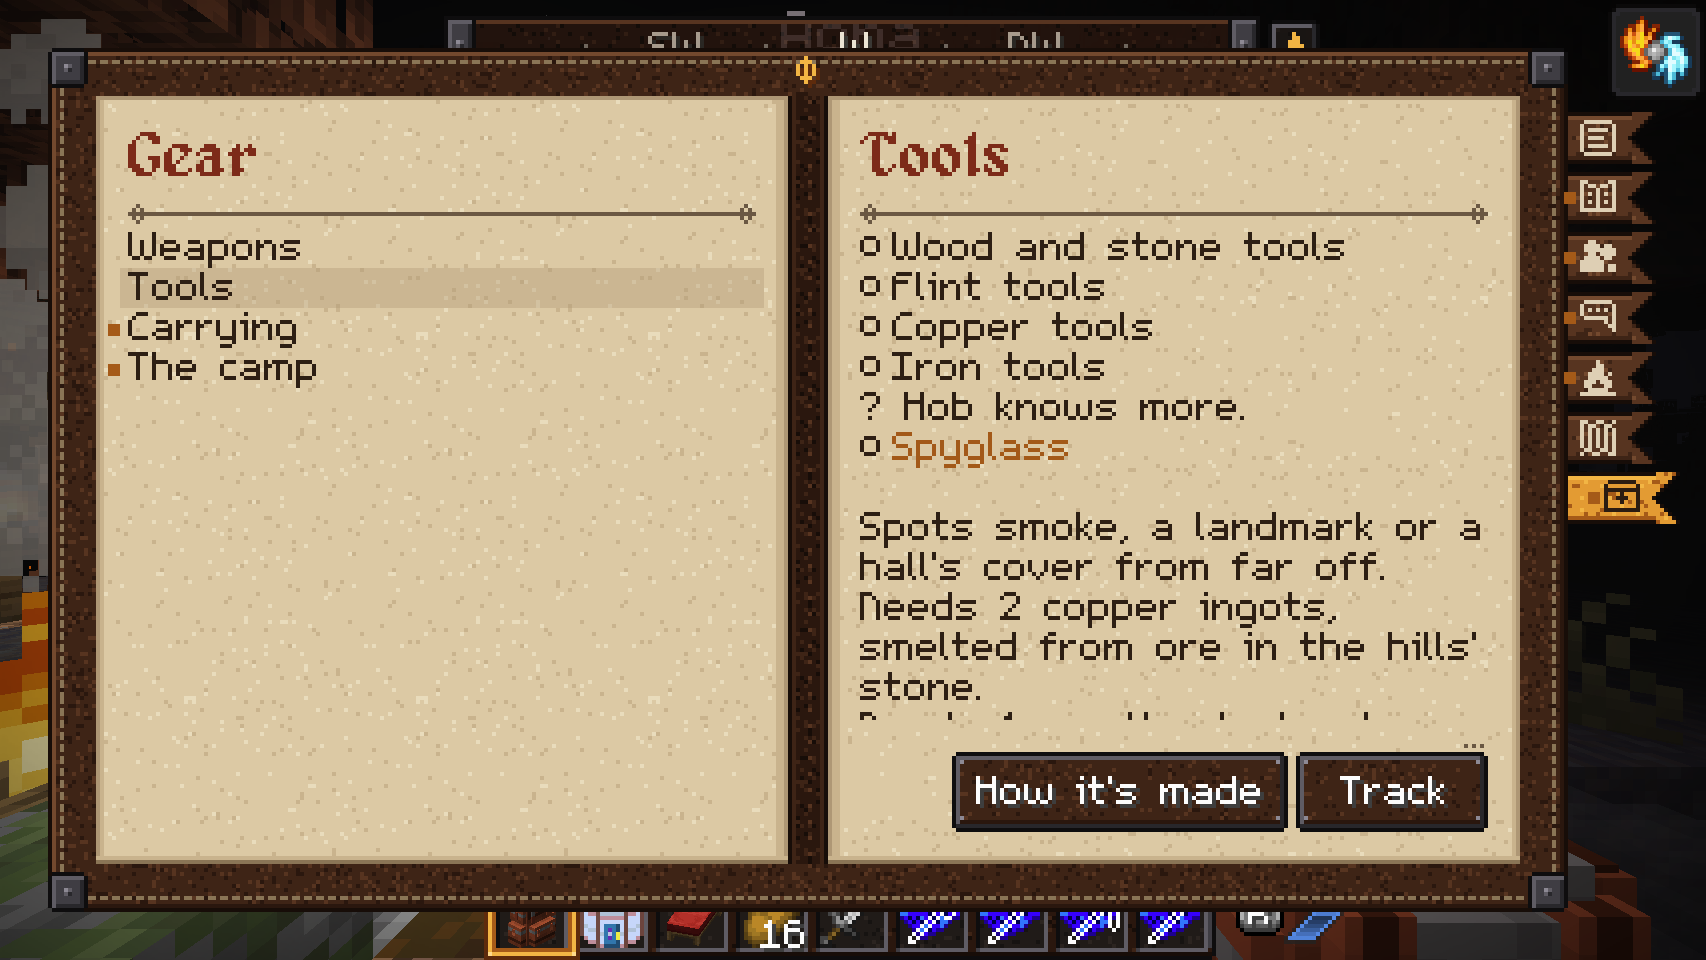 Gear
Weapons
Tools
Carrying
The camp
Tools
Wood and stone tools
Flint tools
Copper tools
Iron tools
? Hob knows more.
Spyglass
Spots smoke, a landmark or a
hall's cover from far off.
Needs 2 copper ingots,
smelted from ore in the hills'
stone.
...
How it's made
Track
16